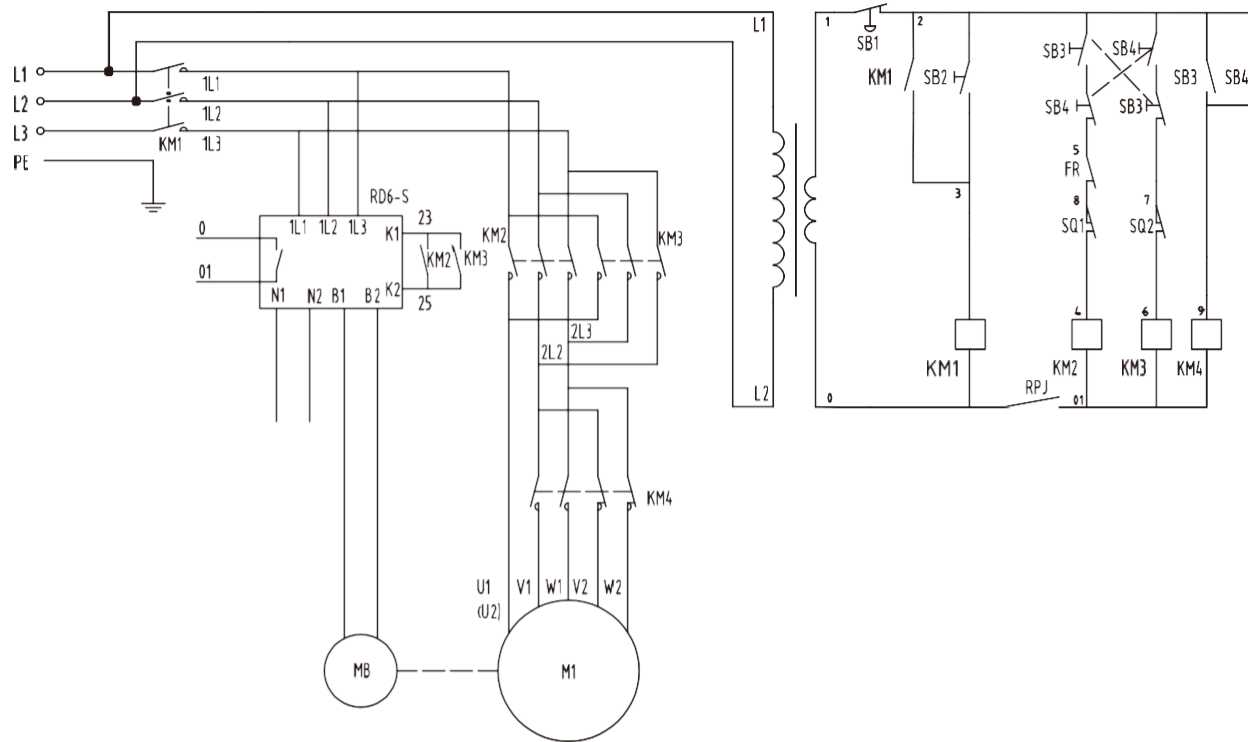 L1
1
2
SB1
L1
L2
L3
PE
KM1
1L1
1L2
1L3
KM1
SB2
SB3
SB4
SB3
SB4
SB4
SB3
5
FR
3
8
7
SQ1
SQ2
RD6-S
1L1
1L2
1L3
K1
23
0
01
KM2
KM3
K2
25
N1
N2
B1
B2
KM2
KM3
2L3
2L2
4
6
9
KM1
KM2
KM3
KM4
L2
0
RPJ
01
KM4
U1
(U2)
V1
W1
V2
W2
MB
M1